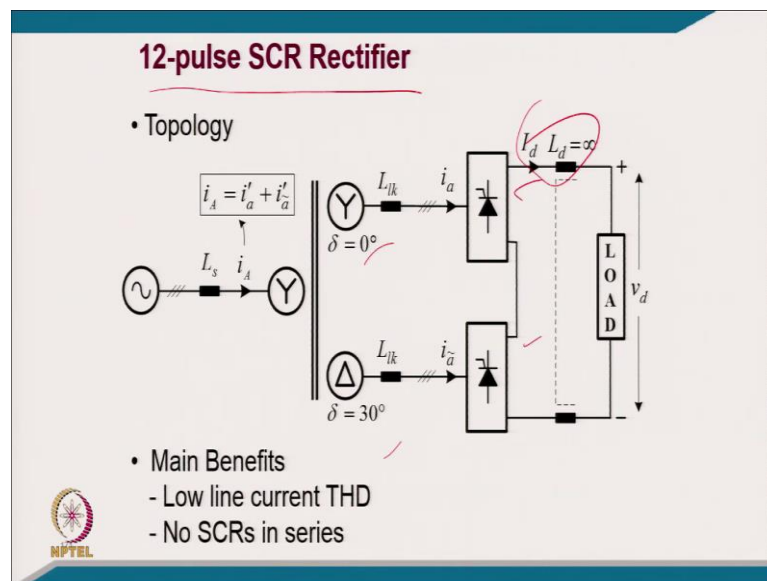 12-pulse SCR Rectifier
• Topology
i_A = i'_a + i'_ã
L_s i_A
Y
Y
δ = 0°
L_lk i_a
I_d L_d = ∞
+
LOAD
v_d
Δ
δ = 30°
L_lk i_ã
−
• Main Benefits
- Low line current THD
- No SCRs in series
NPTEL